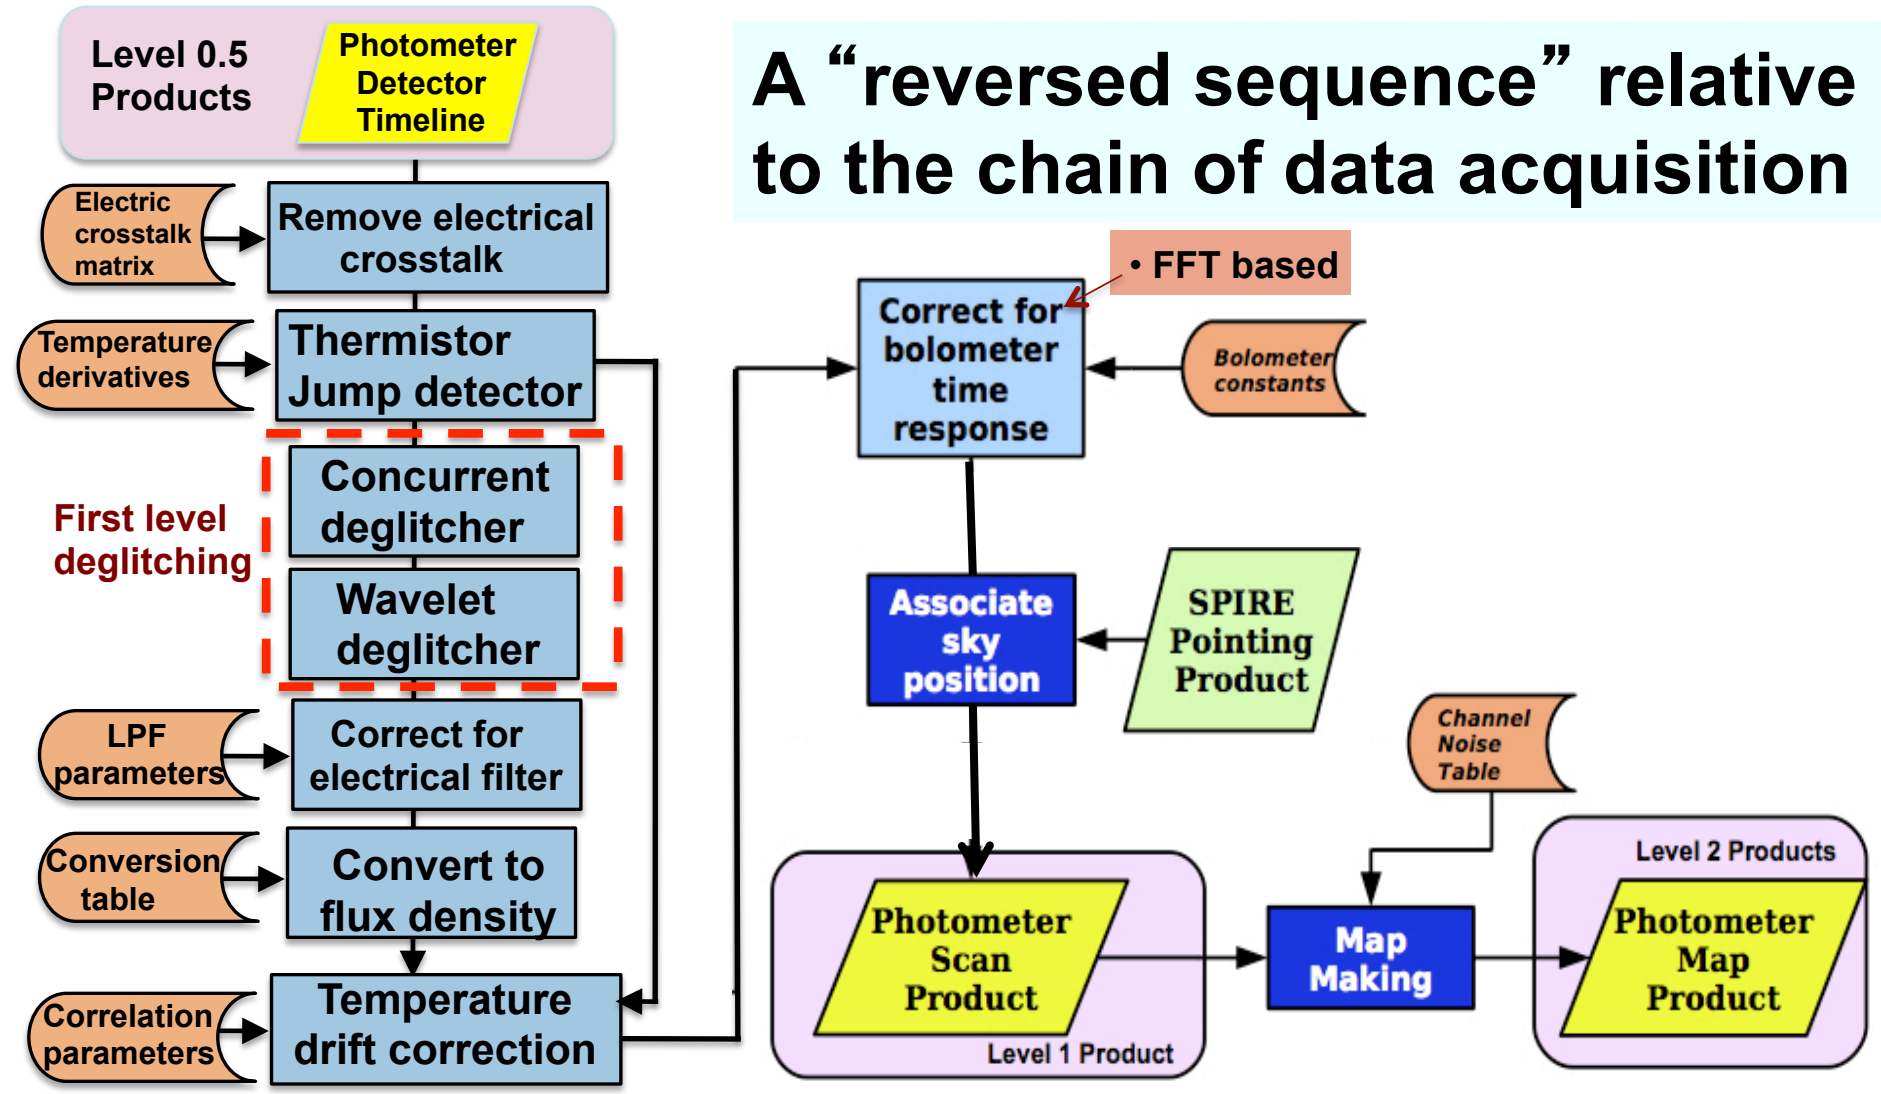 Level 0.5
Products
Photometer
Detector
Timeline
A “reversed sequence” relative
to the chain of data acquisition
Electric
crosstalk
matrix
Remove electrical
crosstalk
Temperature
derivatives
Thermistor
Jump detector
First level
deglitching
Concurrent
deglitcher
Wavelet
deglitcher
LPF
parameters
Correct for
electrical filter
Conversion
table
Convert to
flux density
Correlation
parameters
Temperature
drift correction
• FFT based
Correct for
bolometer
time
response
Bolometer
constants
Associate
sky
position
SPIRE
Pointing
Product
Channel
Noise
Table
Photometer
Scan
Product
Level 1 Product
Map
Making
Level 2 Products
Photometer
Map
Product